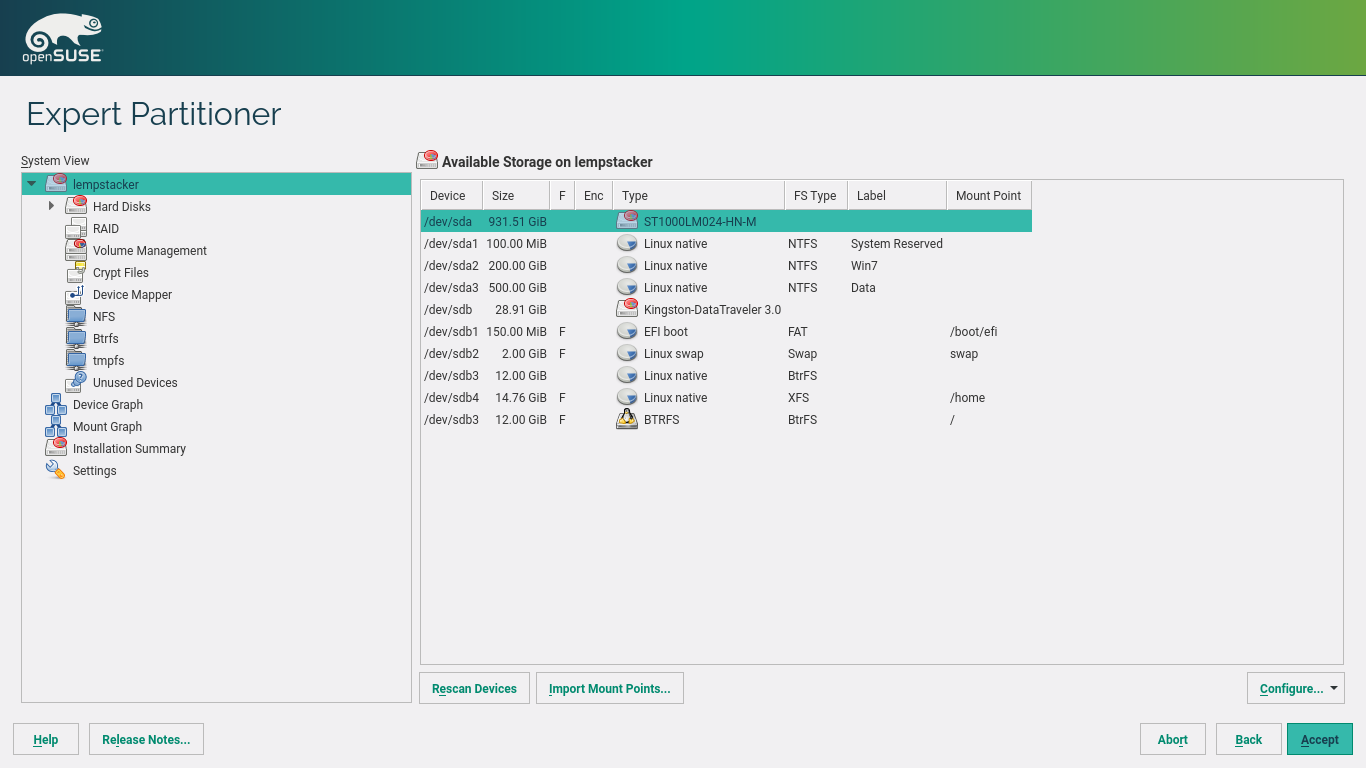 openSUSE
Expert Partitioner
System View
lempstacker
Hard Disks
RAID
Volume Management
Crypt Files
Device Mapper
NFS
Btrfs
tmpfs
Unused Devices
Device Graph
Mount Graph
Installation Summary
Settings
Available Storage on lempstacker
Device Size F Enc Type FS Type Label Mount Point
/dev/sda 931.51 GiB ST1000LM024-HN-M
/dev/sda1 100.00 MiB Linux native NTFS System Reserved
/dev/sda2 200.00 GiB Linux native NTFS Win7
/dev/sda3 500.00 GiB Linux native NTFS Data
/dev/sdb 28.91 GiB Kingston-DataTraveler 3.0
/dev/sdb1 150.00 MiB F EFI boot FAT /boot/efi
/dev/sdb2 2.00 GiB F Linux swap Swap swap
/dev/sdb3 12.00 GiB Linux native BtrFS
/dev/sdb4 14.76 GiB F Linux native XFS /home
/dev/sdb3 12.00 GiB F BTRFS BtrFS /
Rescan Devices Import Mount Points... Configure...
Help Release Notes... Abort Back Accept